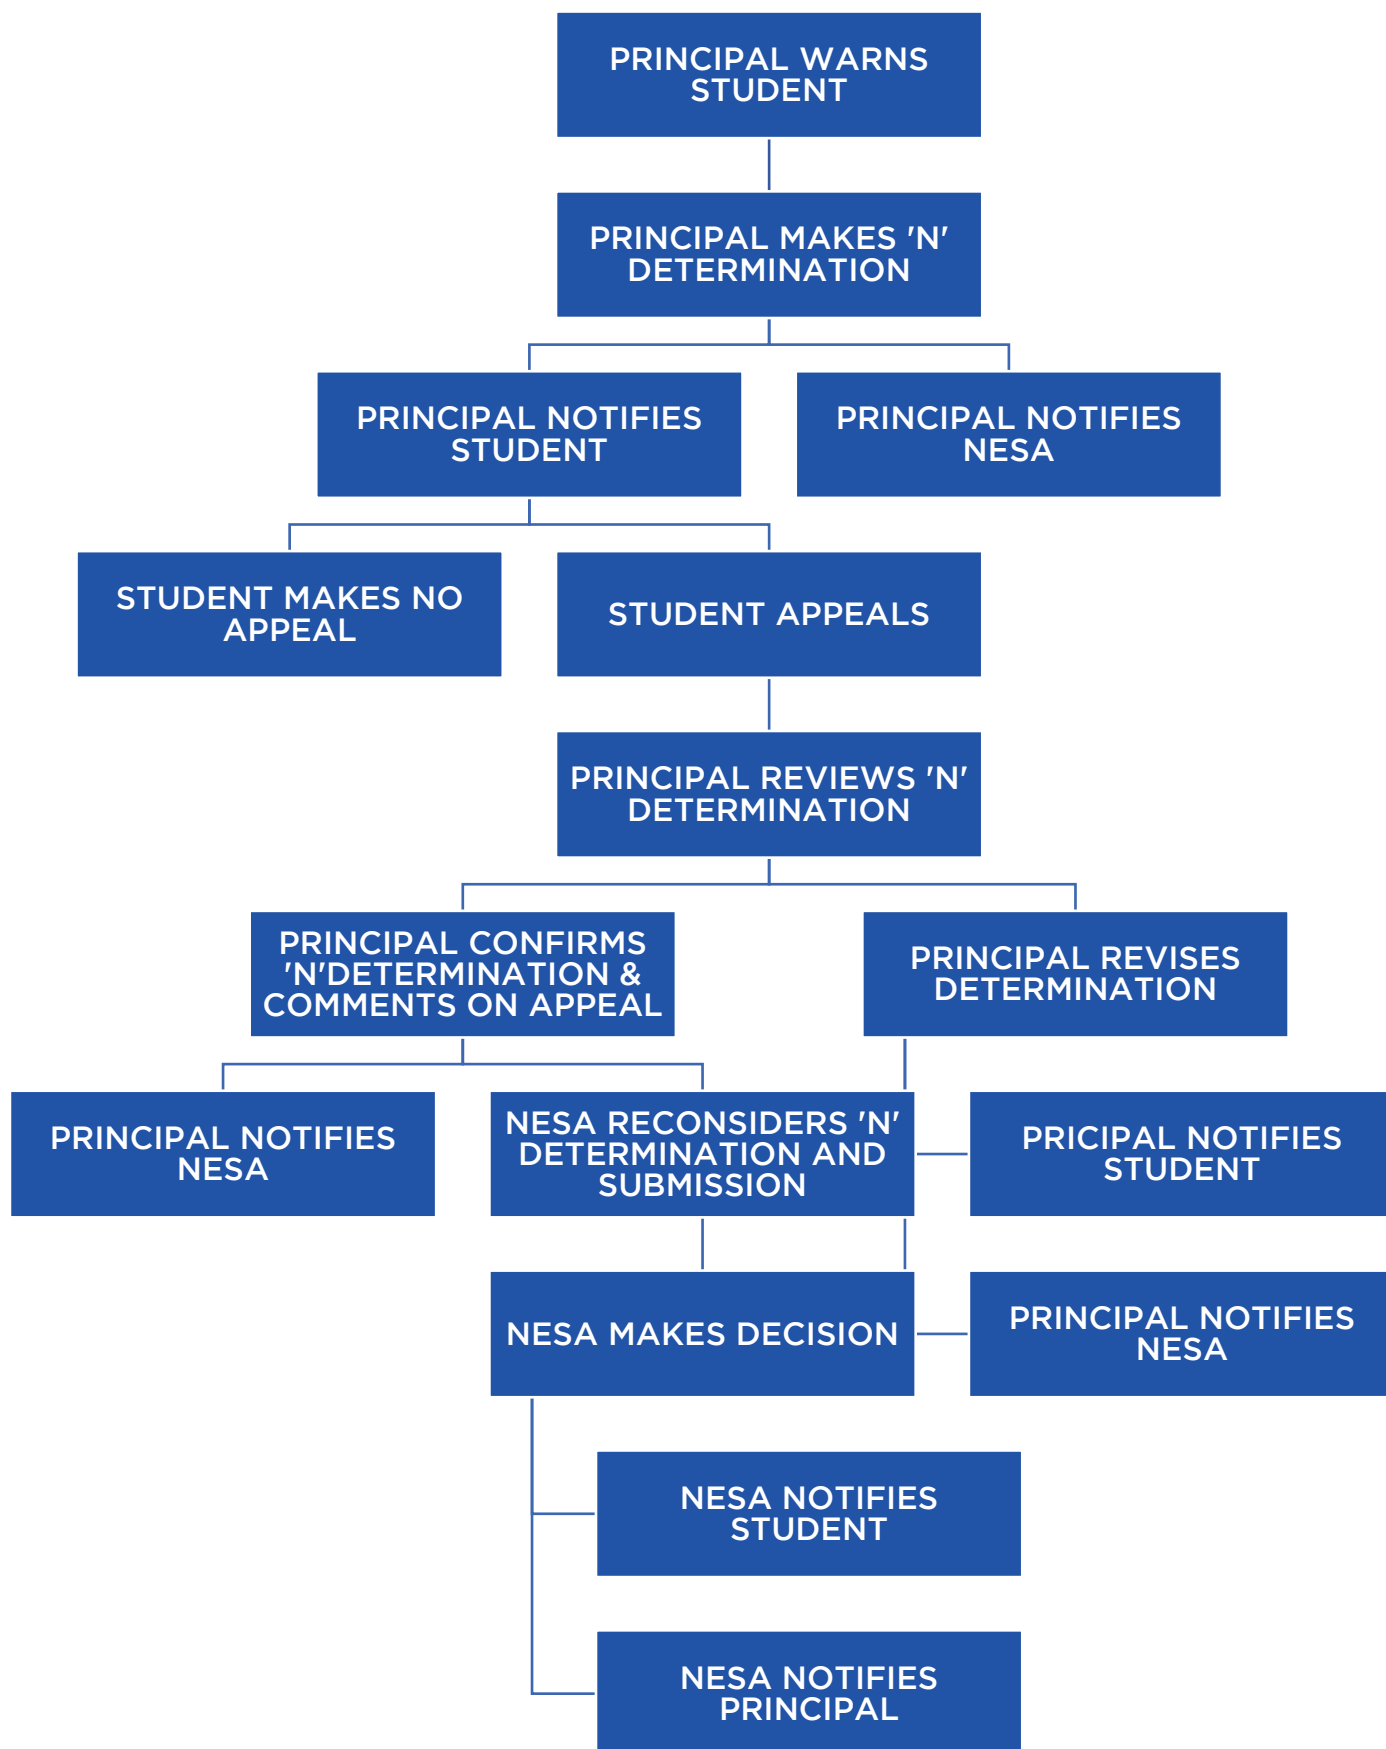 PRINCIPAL WARNS
STUDENT
PRINCIPAL MAKES 'N'
DETERMINATION
PRINCIPAL NOTIFIES
STUDENT
PRINCIPAL NOTIFIES
NESA
STUDENT MAKES NO
APPEAL
STUDENT APPEALS
PRINCIPAL REVIEWS 'N'
DETERMINATION
PRINCIPAL CONFIRMS
'N'DETERMINATION &
COMMENTS ON APPEAL
PRINCIPAL REVISES
DETERMINATION
PRINCIPAL NOTIFIES
NESA
NESA RECONSIDERS 'N'
DETERMINATION AND
SUBMISSION
PRICIPAL NOTIFIES
STUDENT
NESA MAKES DECISION
PRINCIPAL NOTIFIES
NESA
NESA NOTIFIES
STUDENT
NESA NOTIFIES
PRINCIPAL